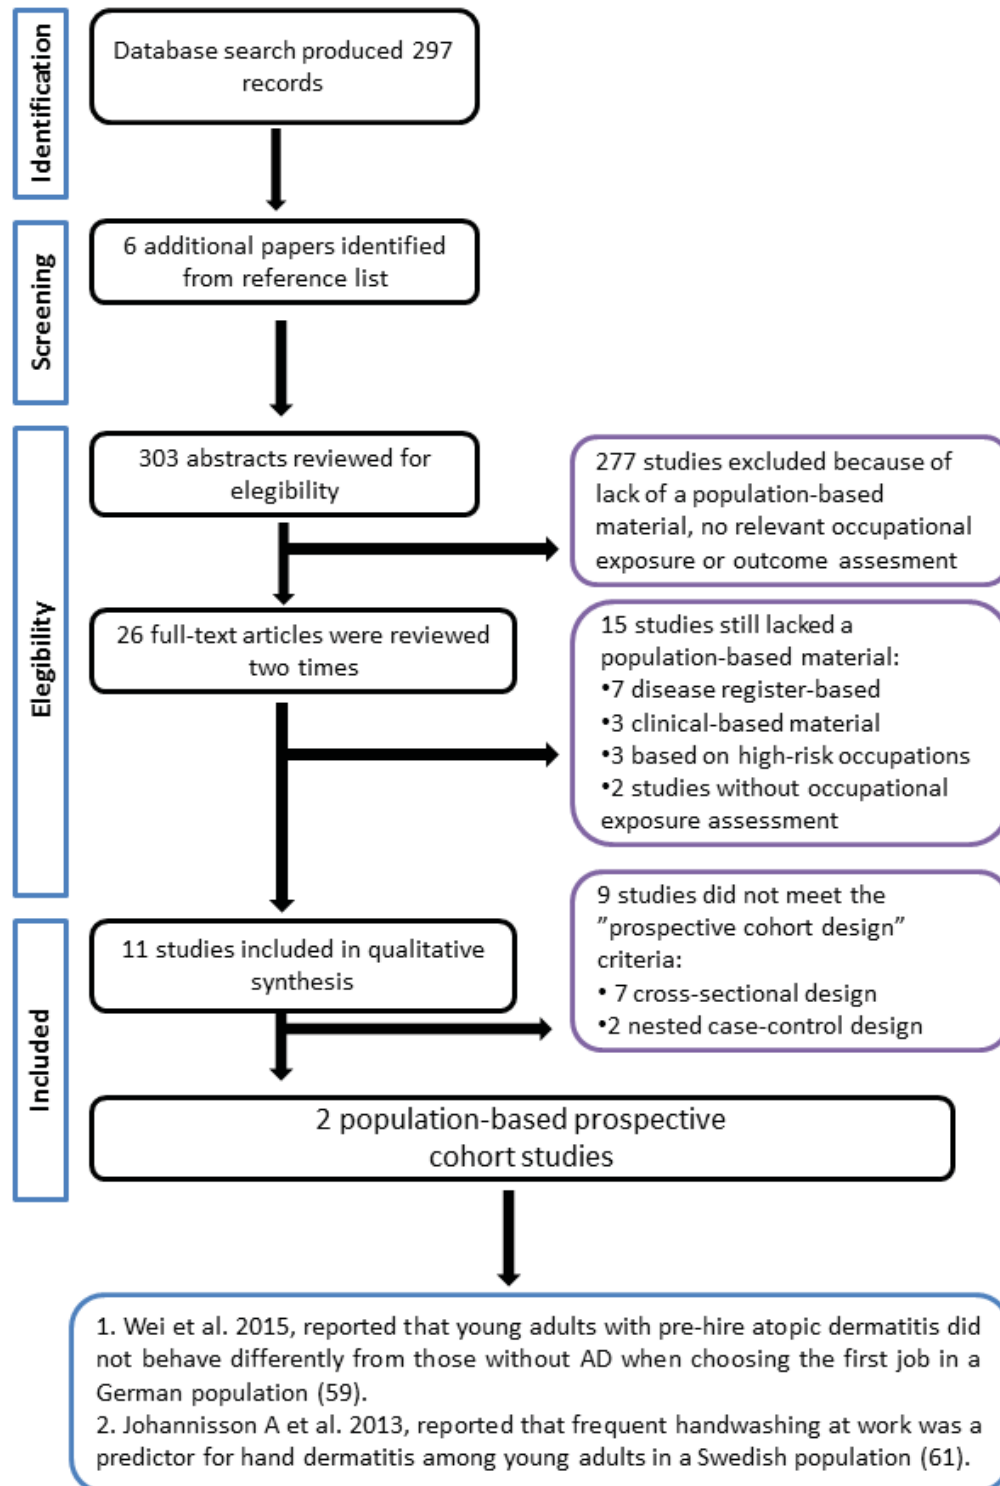 Identification
Database search produced 297
records
Screening
6 additional papers identified
from reference list
Elegibility
303 abstracts reviewed for
elegibility
277 studies excluded because of
lack of a population-based
material, no relevant occupational
exposure or outcome assesment
26 full-text articles were reviewed
two times
15 studies still lacked a
population-based material:
•7 disease register-based
•3 clinical-based material
•3 based on high-risk occupations
•2 studies without occupational
exposure assessment
Included
11 studies included in qualitative
synthesis
9 studies did not meet the
”prospective cohort design”
criteria:
• 7 cross-sectional design
•2 nested case-control design
2 population-based prospective
cohort studies
1. Wei et al. 2015, reported that young adults with pre-hire atopic dermatitis did
not behave differently from those without AD when choosing the first job in a
German population (59).
2. Johannisson A et al. 2013, reported that frequent handwashing at work was a
predictor for hand dermatitis among young adults in a Swedish population (61).